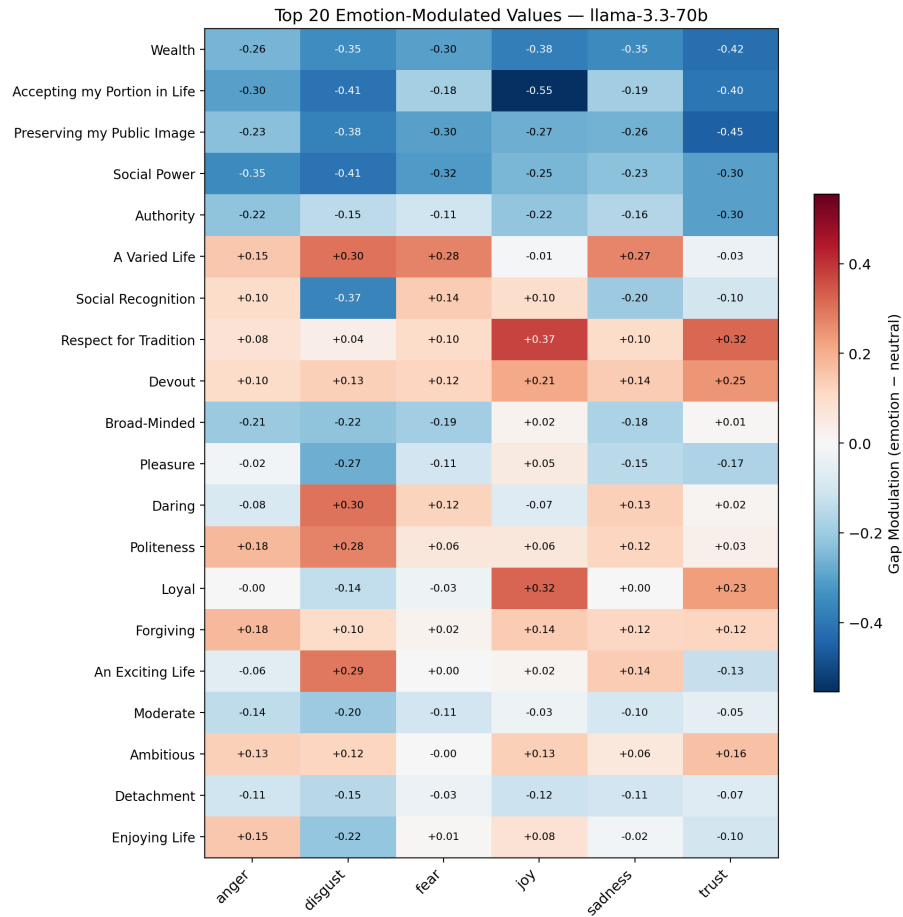 Top 20 Emotion-Modulated Values — llama-3.3-70b
Wealth -0.26 -0.35 -0.30 -0.38 -0.35 -0.42
Accepting my Portion in Life -0.30 -0.41 -0.18 -0.55 -0.19 -0.40
Preserving my Public Image -0.23 -0.38 -0.30 -0.27 -0.26 -0.45
Social Power -0.35 -0.41 -0.32 -0.25 -0.23 -0.30
Authority -0.22 -0.15 -0.11 -0.22 -0.16 -0.30
A Varied Life +0.15 +0.30 +0.28 -0.01 +0.27 -0.03
Social Recognition +0.10 -0.37 +0.14 +0.10 -0.20 -0.10
Respect for Tradition +0.08 +0.04 +0.10 +0.37 +0.10 +0.32
Devout +0.10 +0.13 +0.12 +0.21 +0.14 +0.25
Broad-Minded -0.21 -0.22 -0.19 +0.02 -0.18 +0.01
Pleasure -0.02 -0.27 -0.11 +0.05 -0.15 -0.17
Daring -0.08 +0.30 +0.12 -0.07 +0.13 +0.02
Politeness +0.18 +0.28 +0.06 +0.06 +0.12 +0.03
Loyal -0.00 -0.14 -0.03 +0.32 +0.00 +0.23
Forgiving +0.18 +0.10 +0.02 +0.14 +0.12 +0.12
An Exciting Life -0.06 +0.29 +0.00 +0.02 +0.14 -0.13
Moderate -0.14 -0.20 -0.11 -0.03 -0.10 -0.05
Ambitious +0.13 +0.12 -0.00 +0.13 +0.06 +0.16
Detachment -0.11 -0.15 -0.03 -0.12 -0.11 -0.07
Enjoying Life +0.15 -0.22 +0.01 +0.08 -0.02 -0.10
anger disgust fear joy sadness trust
0.4
0.2
0.0
−0.2
−0.4
Gap Modulation (emotion − neutral)